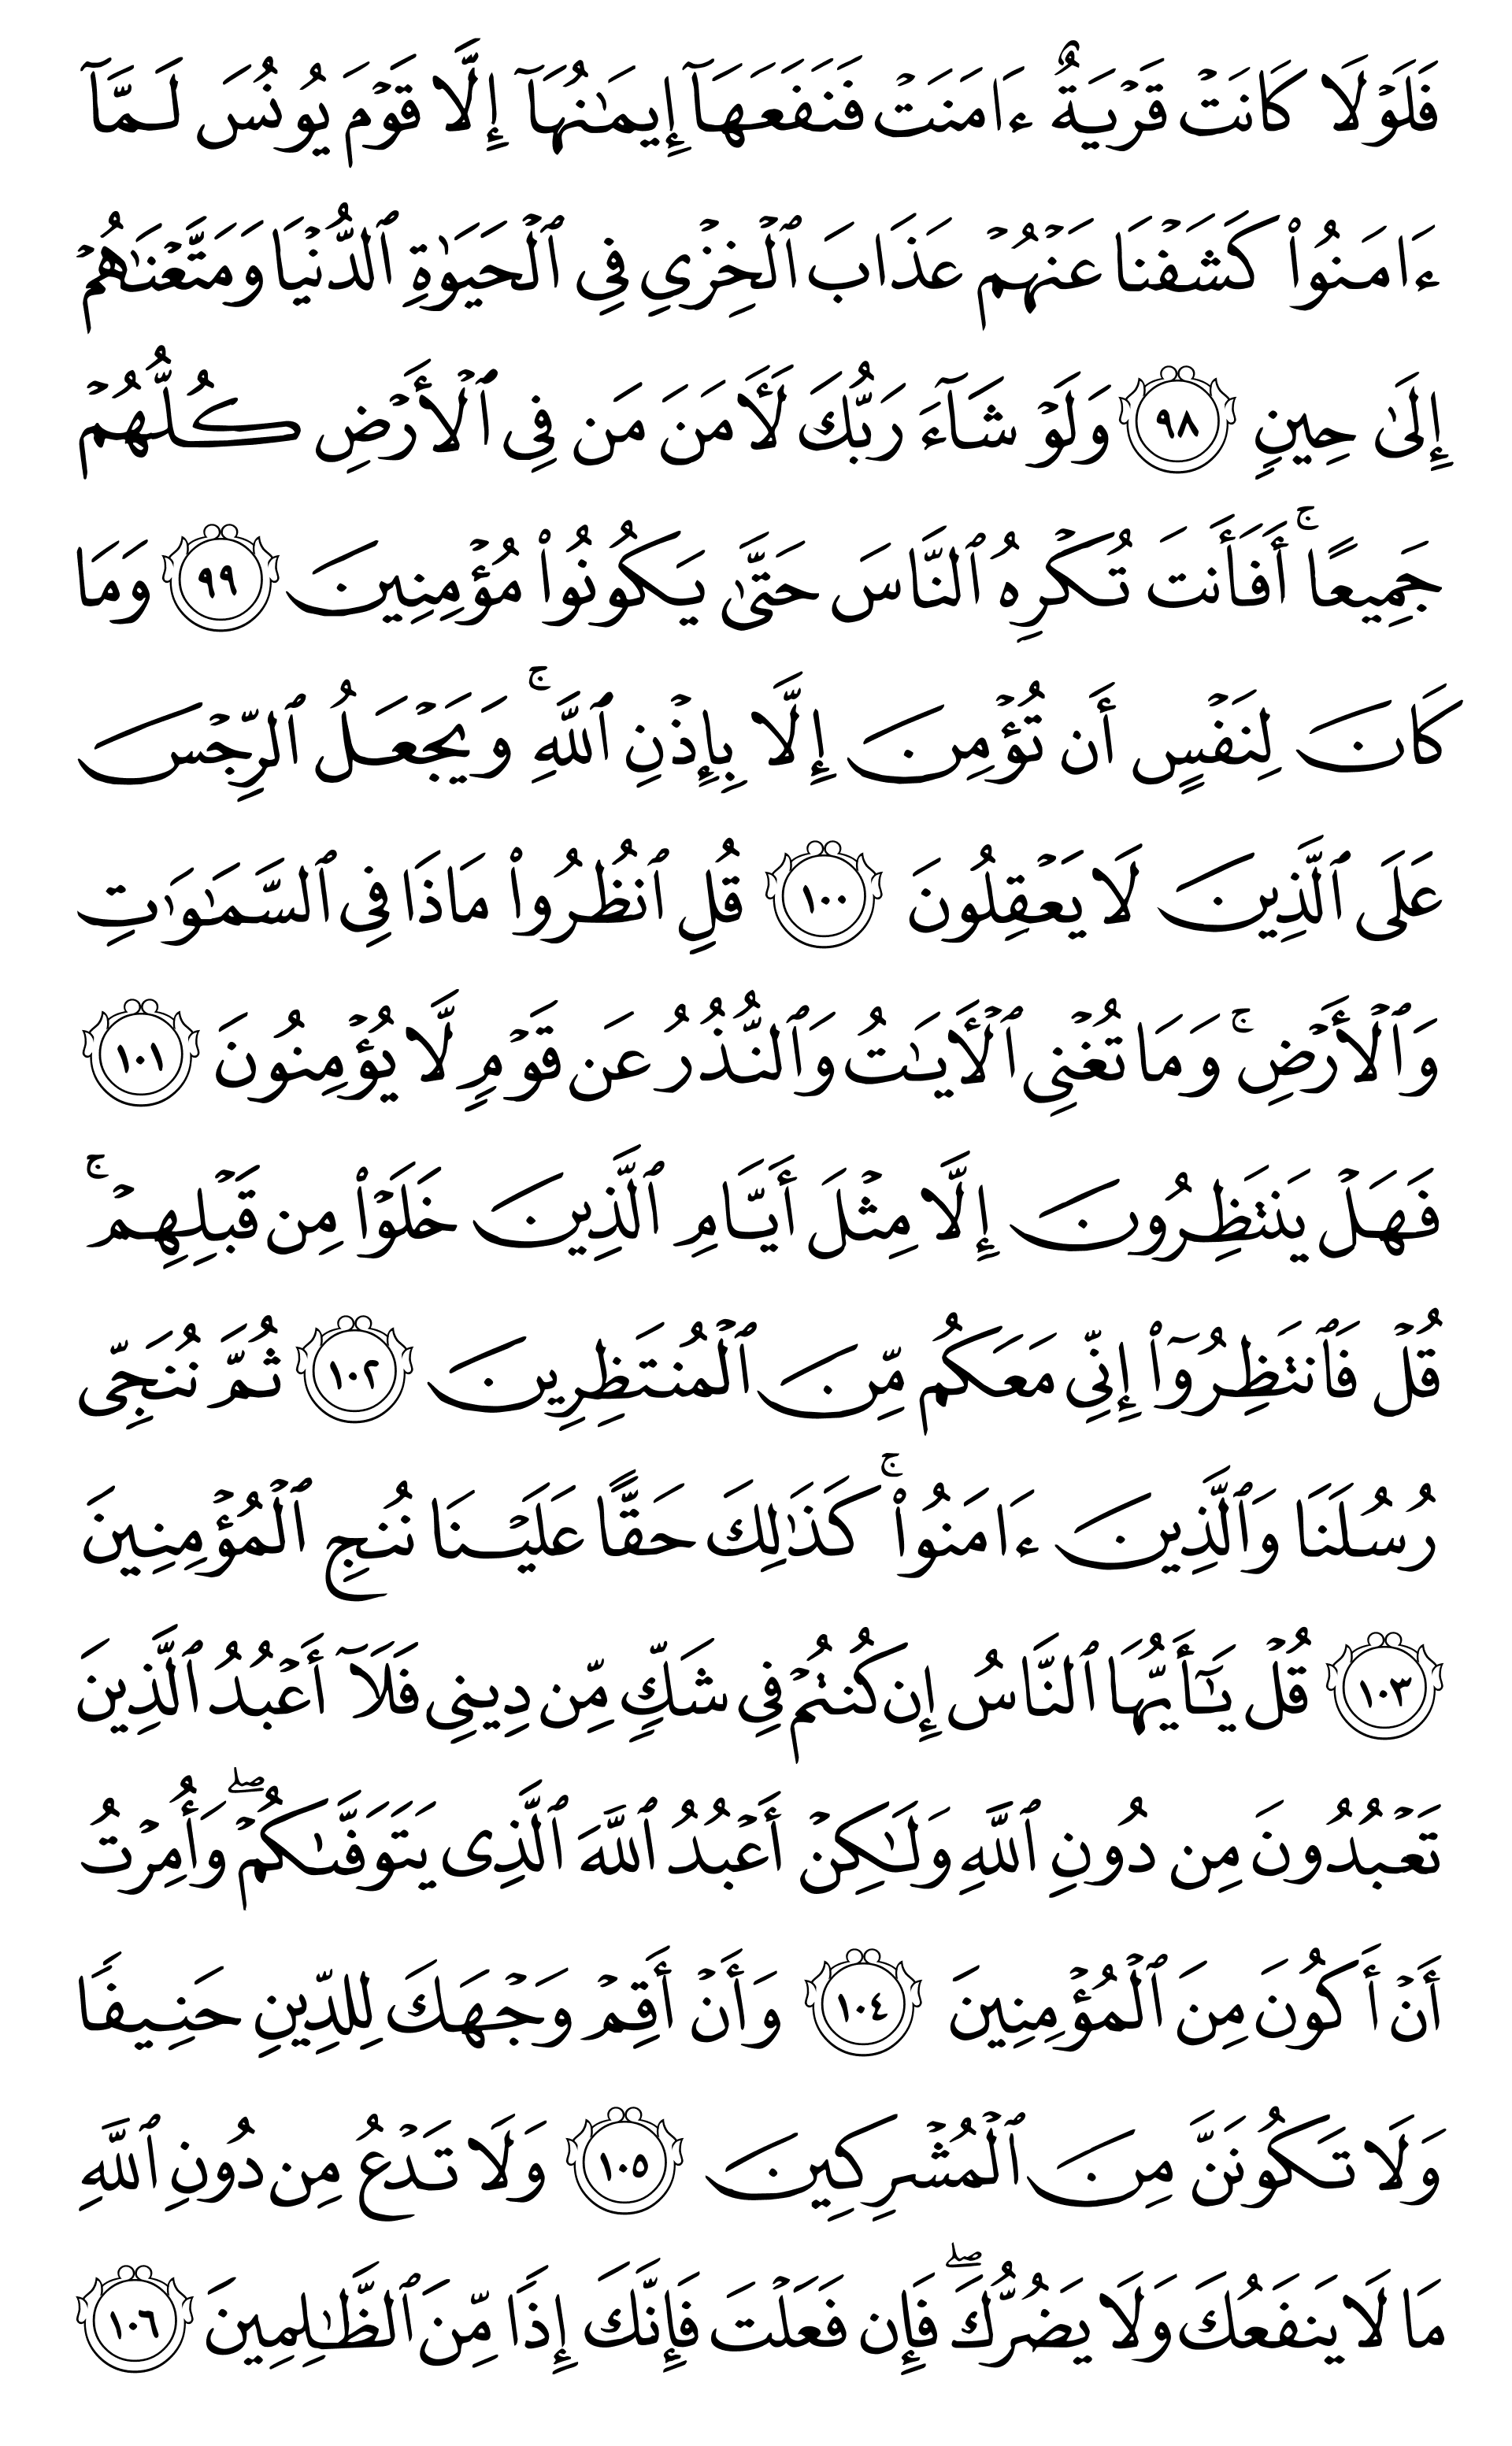 فَلَوۡلَا كَانَتۡ قَرۡيَةٌ ءَامَنَتۡ فَنَفَعَهَآ إِيمَٰنُهَآ إِلَّا قَوۡمَ يُونُسَ لَمَّآ
ءَامَنُواْ كَشَفۡنَا عَنۡهُمۡ عَذَابَ ٱلۡخِزۡيِ فِي ٱلۡحَيَوٰةِ ٱلدُّنۡيَا وَمَتَّعۡنَٰهُمۡ
إِلَىٰ حِينٖ ٩٨ وَلَوۡ شَآءَ رَبُّكَ لَأٓمَنَ مَن فِي ٱلۡأَرۡضِ كُلُّهُمۡ
جَمِيعًاۚ أَفَأَنتَ تُكۡرِهُ ٱلنَّاسَ حَتَّىٰ يَكُونُواْ مُؤۡمِنِينَ ٩٩ وَمَا
كَانَ لِنَفۡسٍ أَن تُؤۡمِنَ إِلَّا بِإِذۡنِ ٱللَّهِۚ وَيَجۡعَلُ ٱلرِّجۡسَ
عَلَى ٱلَّذِينَ لَا يَعۡقِلُونَ ١٠٠ قُلِ ٱنظُرُواْ مَاذَا فِي ٱلسَّمَٰوَٰتِ
وَٱلۡأَرۡضِۚ وَمَا تُغۡنِي ٱلۡأٓيَٰتُ وَٱلنُّذُرُ عَن قَوۡمٖ لَّا يُؤۡمِنُونَ ١٠١
فَهَلۡ يَنتَظِرُونَ إِلَّا مِثۡلَ أَيَّامِ ٱلَّذِينَ خَلَوۡاْ مِن قَبۡلِهِمۡۚ
قُلۡ فَٱنتَظِرُوٓاْ إِنِّي مَعَكُم مِّنَ ٱلۡمُنتَظِرِينَ ١٠٢ ثُمَّ نُنَجِّي
رُسُلَنَا وَٱلَّذِينَ ءَامَنُواْۚ كَذَٰلِكَ حَقًّا عَلَيۡنَا نُنجِ ٱلۡمُؤۡمِنِينَ
١٠٣ قُلۡ يَٰٓأَيُّهَا ٱلنَّاسُ إِن كُنتُمۡ فِي شَكّٖ مِّن دِينِي فَلَآ أَعۡبُدُ ٱلَّذِينَ
تَعۡبُدُونَ مِن دُونِ ٱللَّهِ وَلَٰكِنۡ أَعۡبُدُ ٱللَّهَ ٱلَّذِي يَتَوَفَّىٰكُمۡۖ وَأُمِرۡتُ
أَنۡ أَكُونَ مِنَ ٱلۡمُؤۡمِنِينَ ١٠٤ وَأَنۡ أَقِمۡ وَجۡهَكَ لِلدِّينِ حَنِيفٗا
وَلَا تَكُونَنَّ مِنَ ٱلۡمُشۡرِكِينَ ١٠٥ وَلَا تَدۡعُ مِن دُونِ ٱللَّهِ
مَا لَا يَنفَعُكَ وَلَا يَضُرُّكَۖ فَإِن فَعَلۡتَ فَإِنَّكَ إِذٗا مِّنَ ٱلظَّٰلِمِينَ ١٠٦